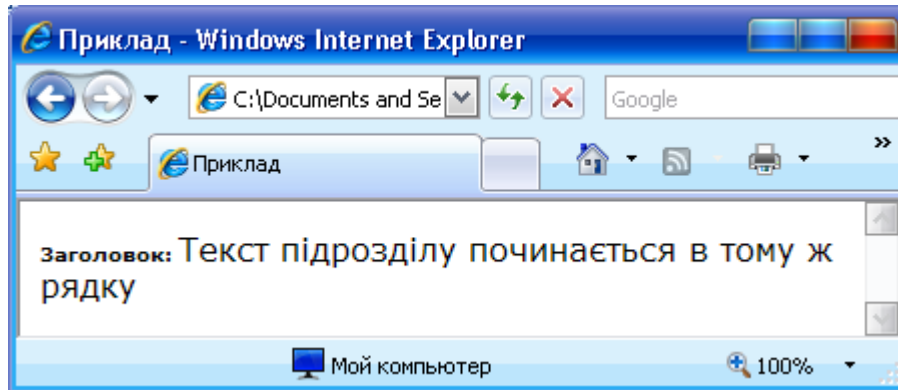 Приклад - Windows Internet Explorer
C:\Documents and Se
Google
Приклад
»
Заголовок: Текст підрозділу починається в тому ж
рядку
Мой компьютер
100%